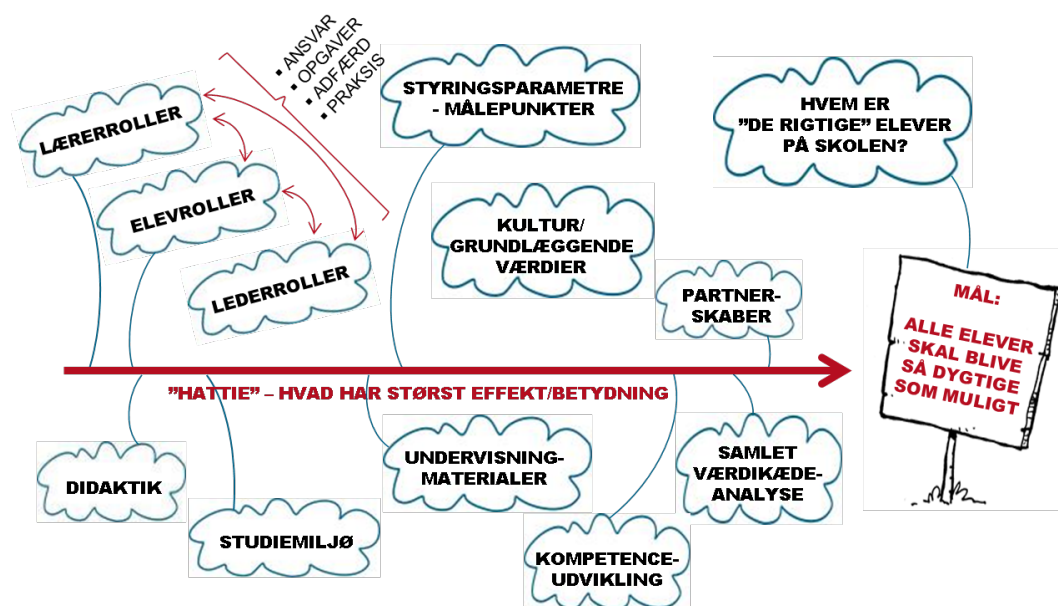 ▪ ANSVAR
▪ OPGAVER
▪ ADFÆRD
▪ PRAKSIS
LÆRERROLLER
ELEVROLLER
LEDERROLLER
STYRINGSPARAMETRE
- MÅLEPUNKTER
KULTUR/
GRUNDLÆGGENDE
VÆRDIER
PARTNER-
SKABER
HVEM ER
”DE RIGTIGE” ELEVER
PÅ SKOLEN?
MÅL:
ALLE ELEVER
SKAL BLIVE
SÅ DYGTIGE
SOM MULIGT
”HATTIE” – HVAD HAR STØRST EFFEKT/BETYDNING
DIDAKTIK
STUDIEMILJØ
UNDERVISNING-
MATERIALER
KOMPETENCE-
UDVIKLING
SAMLET
VÆRDIKÆDE-
ANALYSE